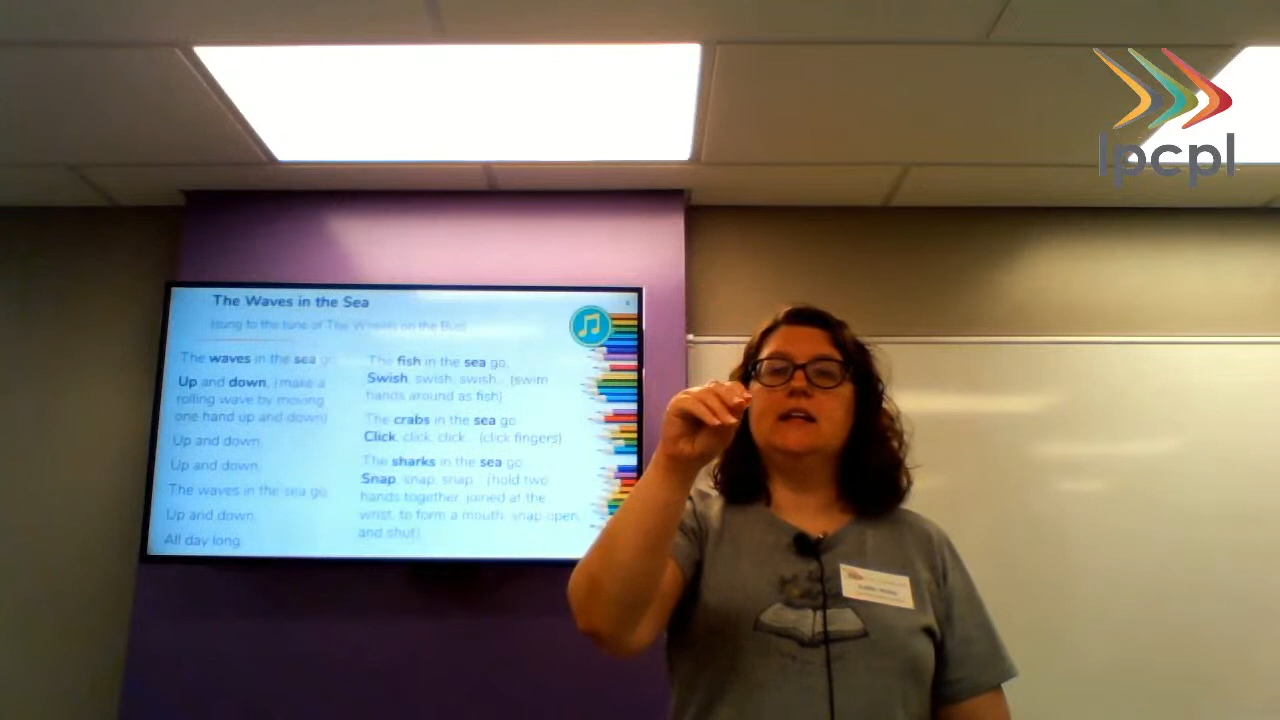 lpcpl
The Waves in the Sea
(sung to the tune of The Wheels on the Bus)
The waves in the sea go
Up and down, (make a
rolling wave by moving
one hand up and down)
Up and down,
Up and down,
The waves in the sea go
Up and down,
All day long.
The fish in the sea go,
Swish, swish, swish... (swim
hands around as fish)
The crabs in the sea go
Click, click, click... (click fingers)
The sharks in the sea go
Snap, snap, snap... (hold two
hands together, joined at the
wrist, to form a mouth, snap open,
and shut)